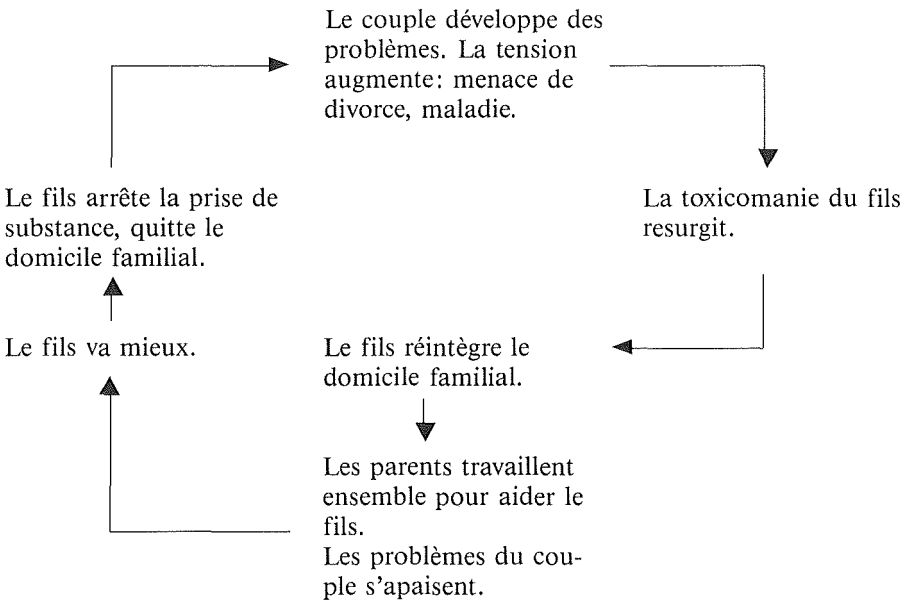 Le couple développe des
problèmes. La tension
augmente: menace de
divorce, maladie.
La toxicomanie du fils
resurgit.
Le fils réintègre le
domicile familial.
Les parents travaillent
ensemble pour aider le
fils.
Les problèmes du cou-
ple s'apaisent.
Le fils va mieux.
Le fils arrête la prise de
substance, quitte le
domicile familial.